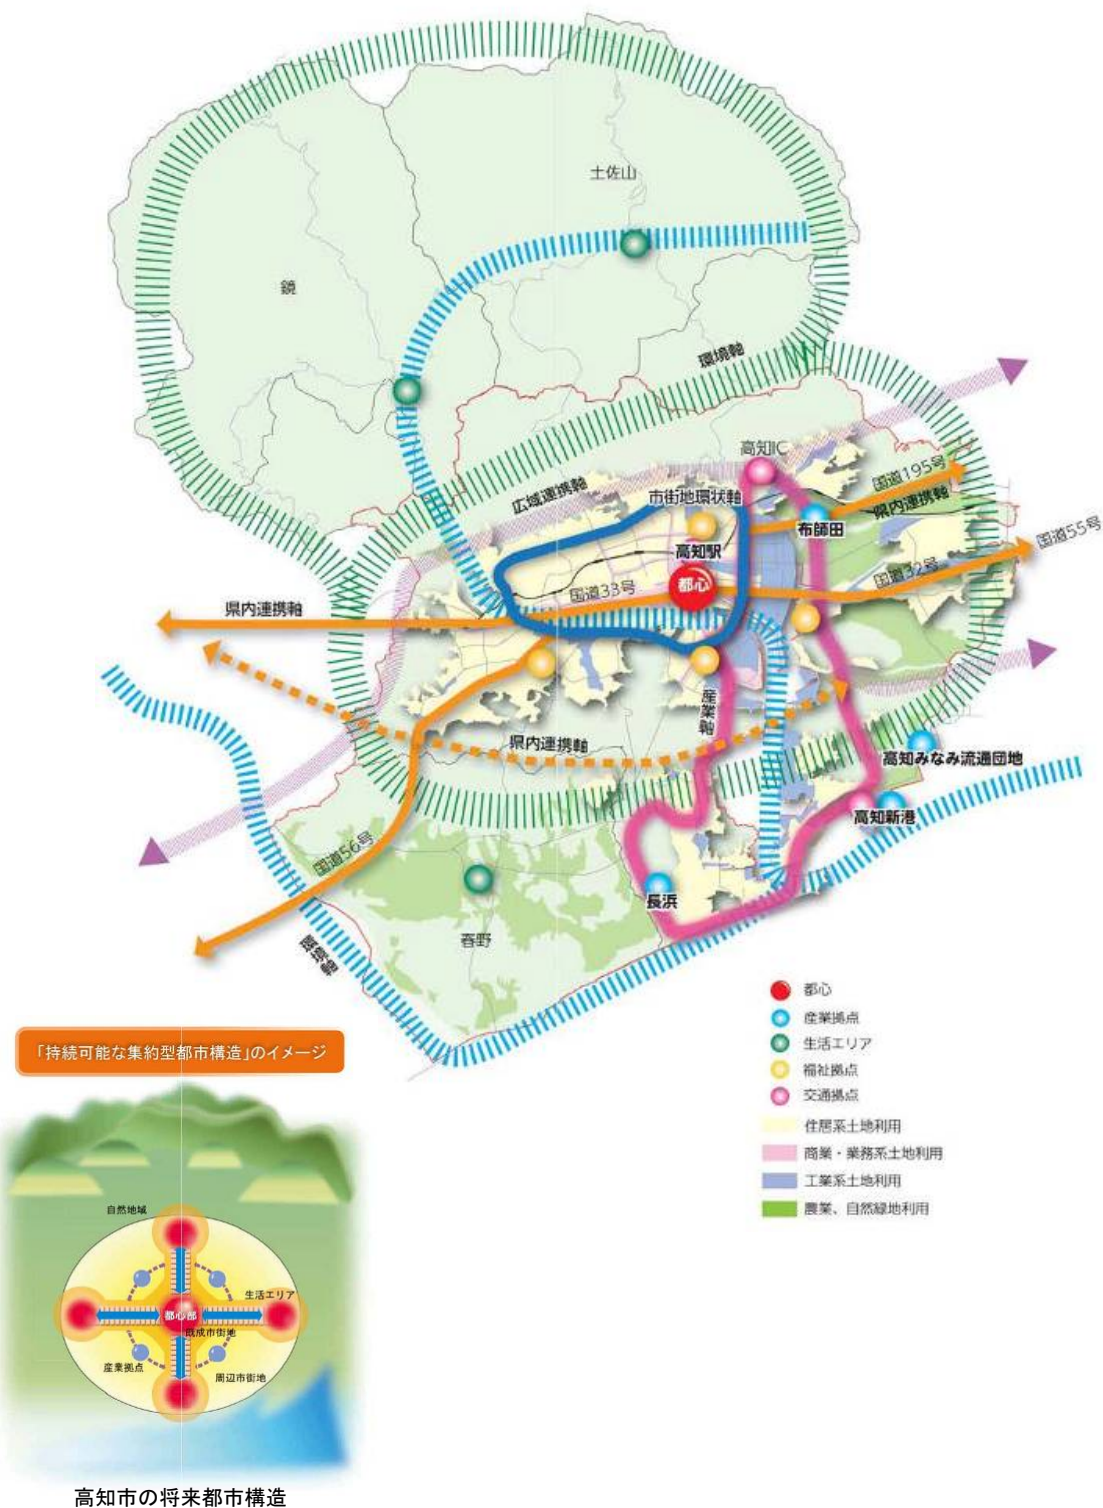 土佐山
鏡
環境軸
高知IC
国道195号
広域連携軸
市街地環状軸
県内連携軸
布師田
高知駅
国道55号
都心
国道32号
国道33号
県内連携軸
産業軸
県内連携軸
高知みなみ流通団地
高知新港
国道56号
長浜
春野
環境軸
都心
産業拠点
生活エリア
福祉拠点
交通拠点
住居系土地利用
商業・業務系土地利用
工業系土地利用
農業、自然緑地利用
「持続可能な集約型都市構造」のイメージ
自然地域
生活エリア
都心部
既成市街地
産業拠点
周辺市街地
高知市の将来都市構造